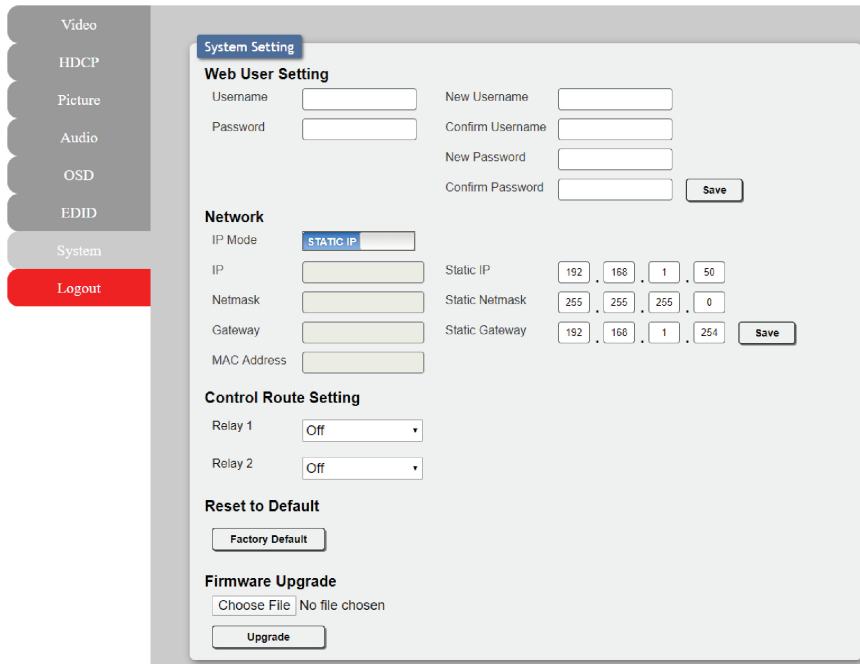 Video
HDCP
Picture
Audio
OSD
EDID
System
Logout
System Setting
Web User Setting
Username
New Username
Password
Confirm Username
New Password
Confirm Password
Save
Network
IP Mode
STATIC IP
IP
Static IP
192 . 168 . 1 . 50
Netmask
Static Netmask
255 . 255 . 255 . 0
Gateway
Static Gateway
192 . 168 . 1 . 254
Save
MAC Address
Control Route Setting
Relay 1
Off
Relay 2
Off
Reset to Default
Factory Default
Firmware Upgrade
Choose File No file chosen
Upgrade